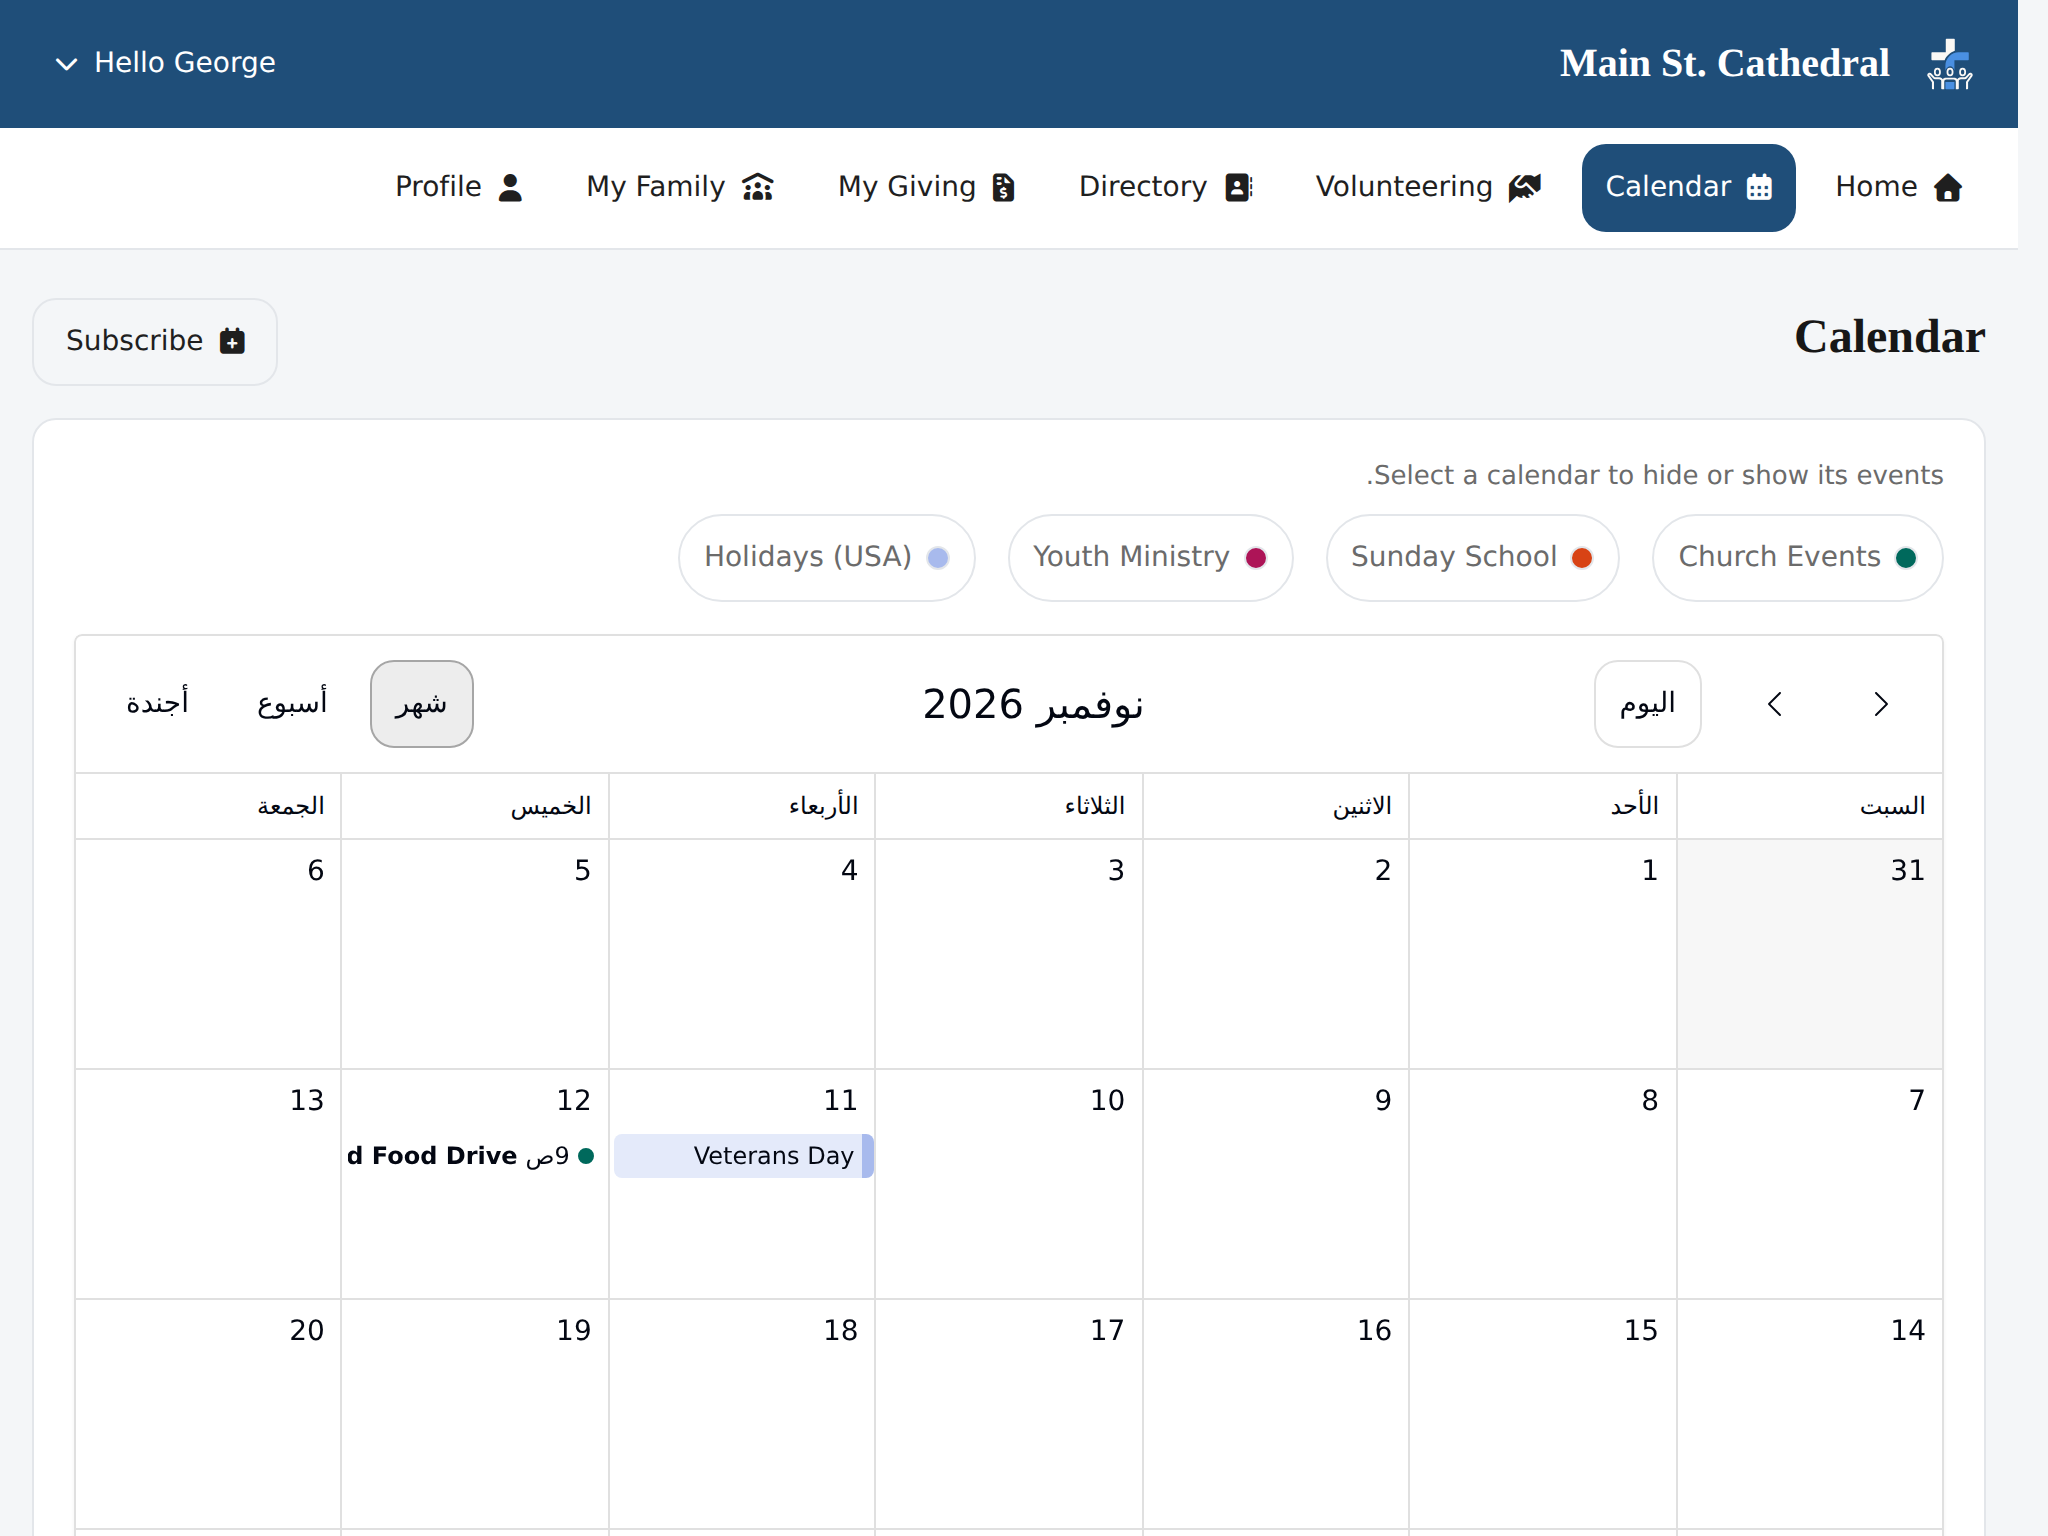 Main St. Cathedral
Hello George
Home
Calendar
Volunteering
Directory
My Giving
My Family
Profile
Calendar
Subscribe
Select a calendar to hide or show its events.
Church Events
Sunday School
Youth Ministry
Holidays (USA)
اليوم
نوفمبر 2026
شهر
أسبوع
أجندة
السبت
الأحد
الاثنين
الثلاثاء
الأربعاء
الخميس
الجمعة
31
1
2
3
4
5
6
7
8
9
10
11
Veterans Day
12
9ص d Food Drive
13
14
15
16
17
18
19
20